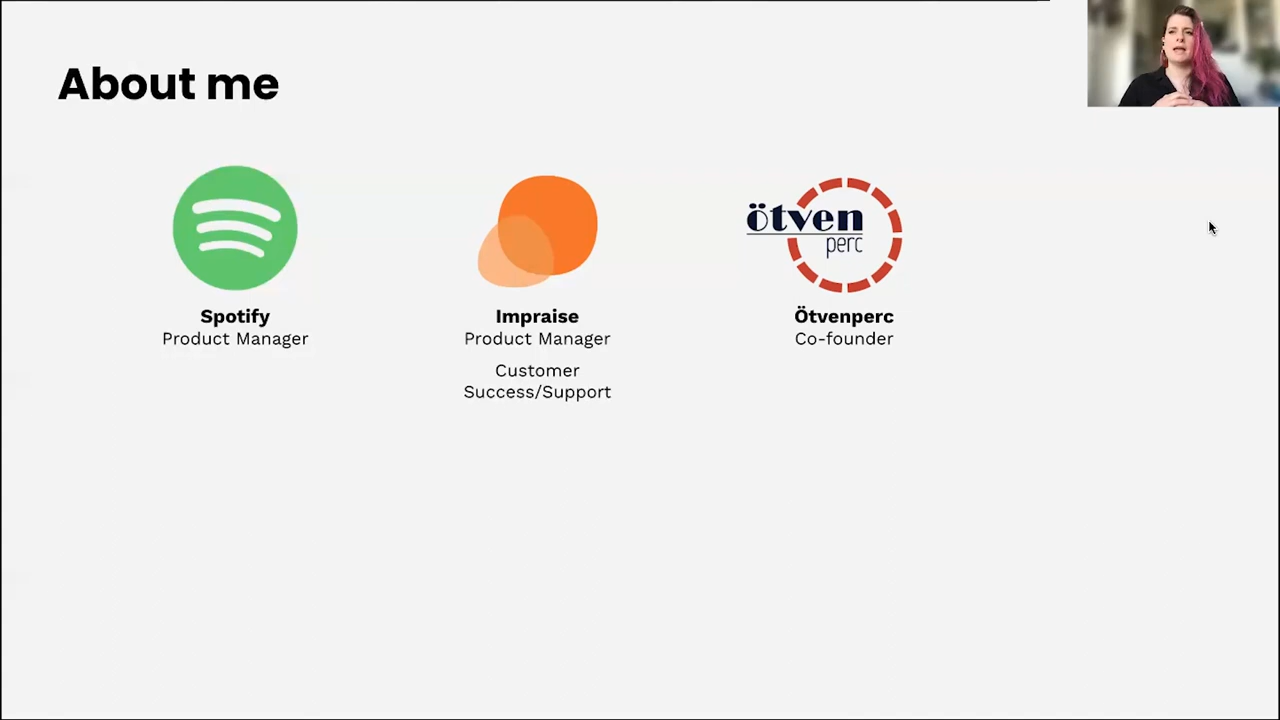 About me
ötven
perc
Spotify
Product Manager
Impraise
Product Manager
Customer
Success/Support
Ötvenperc
Co-founder